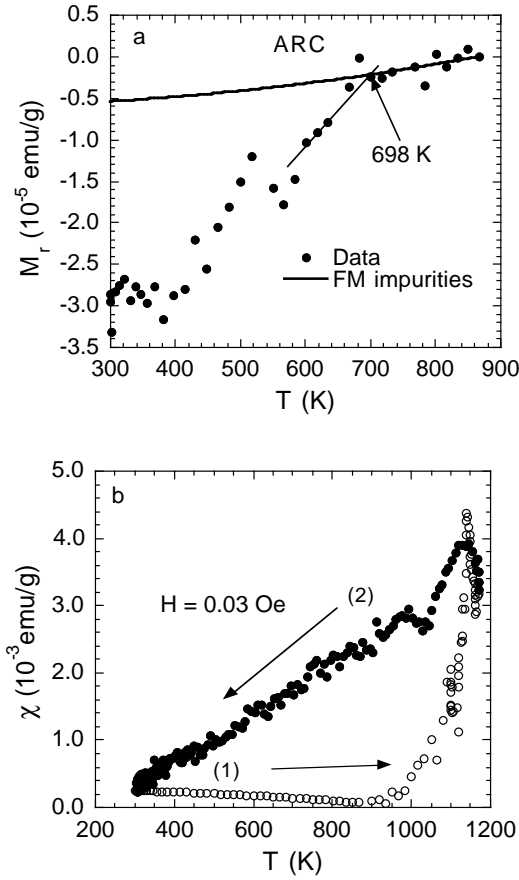 a
ARC
0.5
0.0
-0.5
-1.0
-1.5
-2.0
-2.5
-3.0
-3.5
M_r (10^-5 emu/g)
698 K
Data
FM impurities
300 400 500 600 700 800 900
T (K)
b
5.0
4.0
3.0
2.0
1.0
0.0
χ (10^-3 emu/g)
H = 0.03 Oe
(2)
(1)
200 400 600 800 1000 1200
T (K)